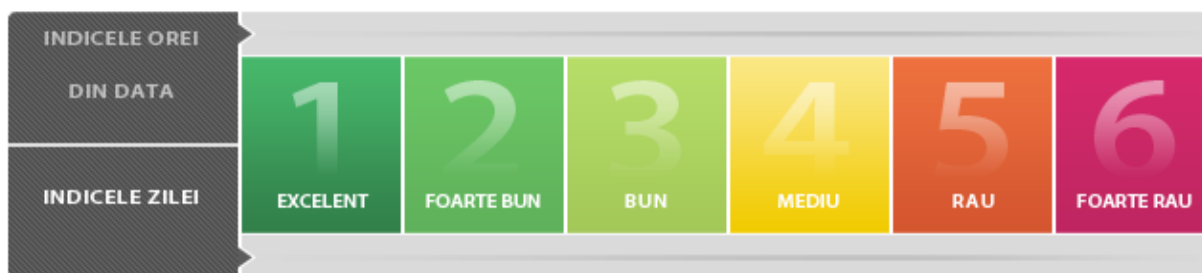 INDICELE OREI
DIN DATA
INDICELE ZILEI
1 2 3 4 5 6
EXCELENT FOARTE BUN BUN MEDIU RAU FOARTE RAU